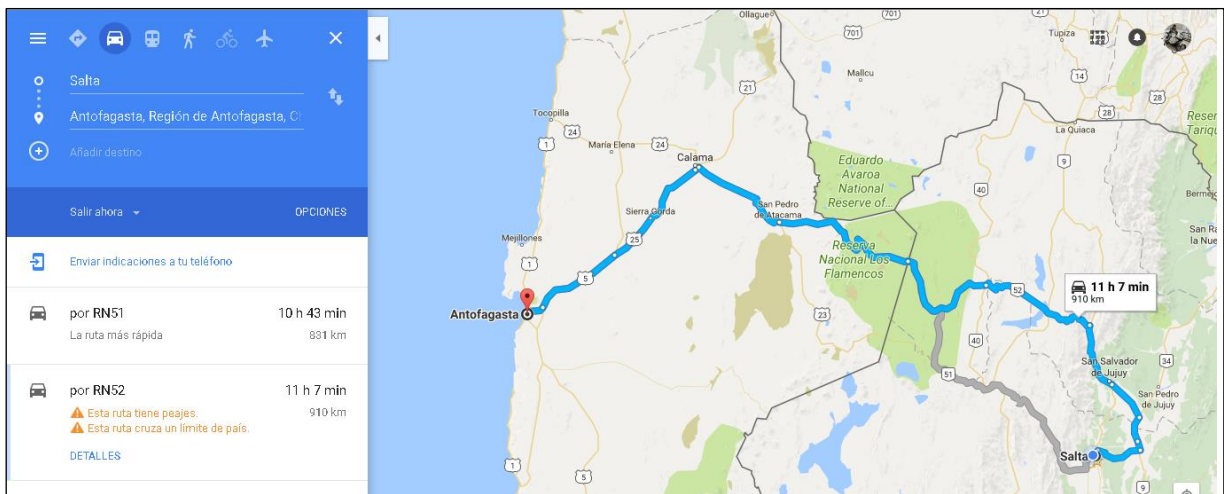 Salta
Antofagasta, Región de Antofagasta, C
Añadir destino
Salir ahora
OPCIONES
Enviar indicaciones a tu teléfono
por RN51
10 h 43 min
La ruta más rápida
831 km
por RN52
11 h 7 min
Esta ruta tiene peajes.
910 km
Esta ruta cruza un límite de país.
DETALLES
Ollague
701
701
21
Tupiza
Mallcu
14
21
28
28
Tocopilla
24
La Quiaca
1
María Elena
24
9
Calama
Eduardo
Avaroa
National
Reserve of...
40
Bermejo
San Pedro
de Atacama
Sierra Gorda
25
Mejillones
Reserva
Nacional Los
Flamencos
1
5
52
11 h 7 min
910 km
Antofagasta
23
40
San Salvador
de Jujuy
34
51
San Pedro
de Jujuy
Salta
1
5
9